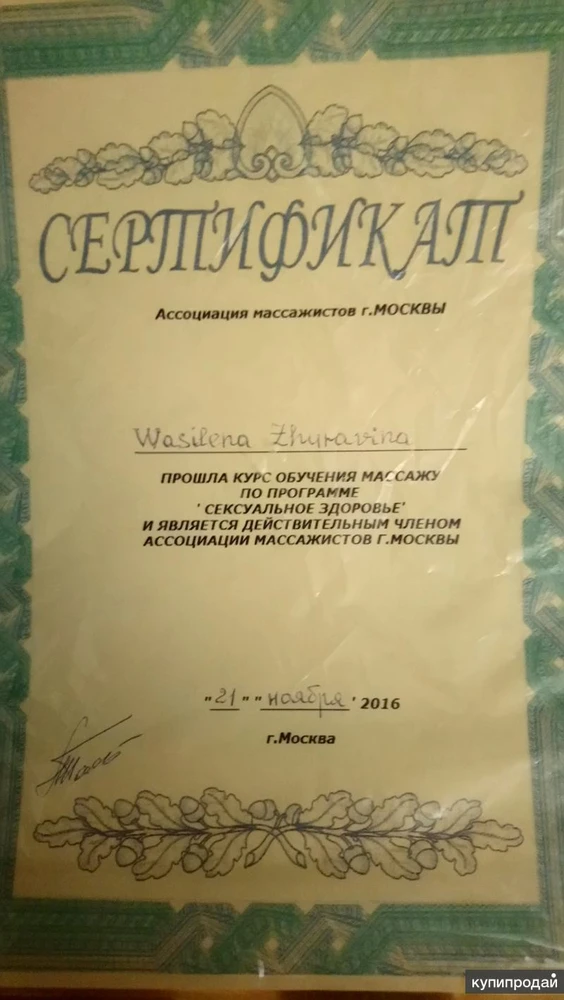 СЕРТИФИКАТ
Ассоциация массажистов г.МОСКВЫ
Wasilena Zhyravina
ПРОШЛА КУРС ОБУЧЕНИЯ МАССАЖУ
ПО ПРОГРАММЕ
' СЕКСУАЛЬНОЕ ЗДОРОВЬЕ'
И ЯВЛЯЕТСЯ ДЕЙСТВИТЕЛЬНЫМ ЧЛЕНОМ
АССОЦИАЦИИ МАССАЖИСТОВ Г.МОСКВЫ
"21" "ноября" 2016
г.Москва
купипродай